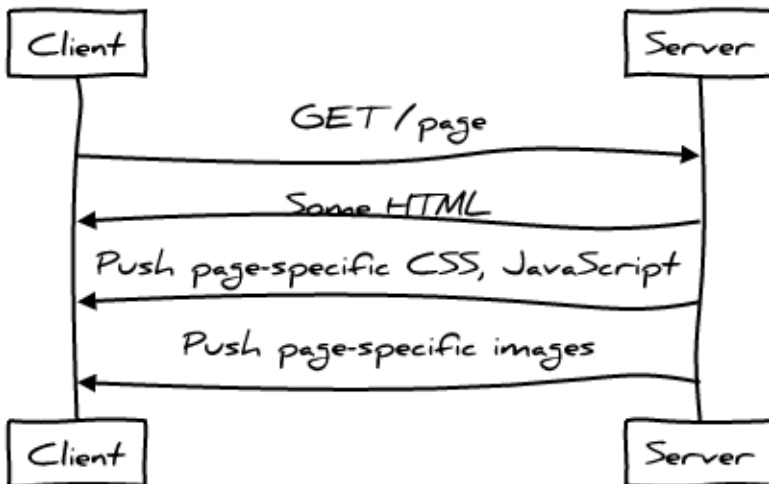 Client Server
GET /page
Some HTML
Push page-specific CSS, JavaScript
Push page-specific images
Client Server